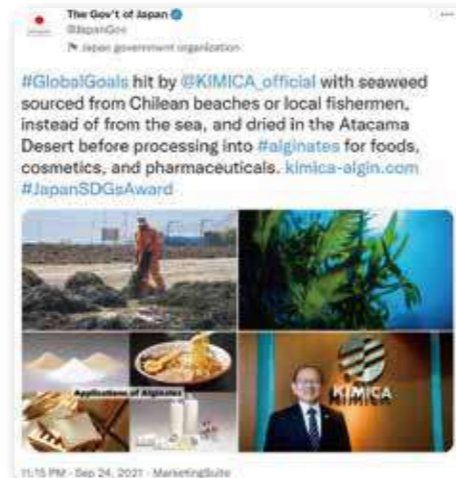 The Gov't of Japan
@JapanGov
Japan government organization
#GlobalGoals hit by @KIMICA_official with seaweed
sourced from Chilean beaches or local fishermen,
instead of from the sea, and dried in the Atacama
Desert before processing into #alginates for foods,
cosmetics, and pharmaceuticals. kimica-algin.com
#JapanSDGsAward
Applications of Alginates
KIMICA
11:15 PM · Sep 24, 2021 · MarketingSuite